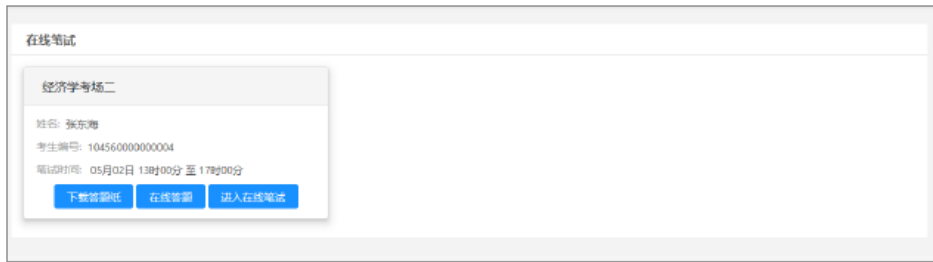 在线笔试
经济学考场二
姓名: 张东海
考生编号: 104560000000004
笔试时间: 05月02日 13时00分 至 17时00分
下载答题纸 在线答题 进入在线笔试